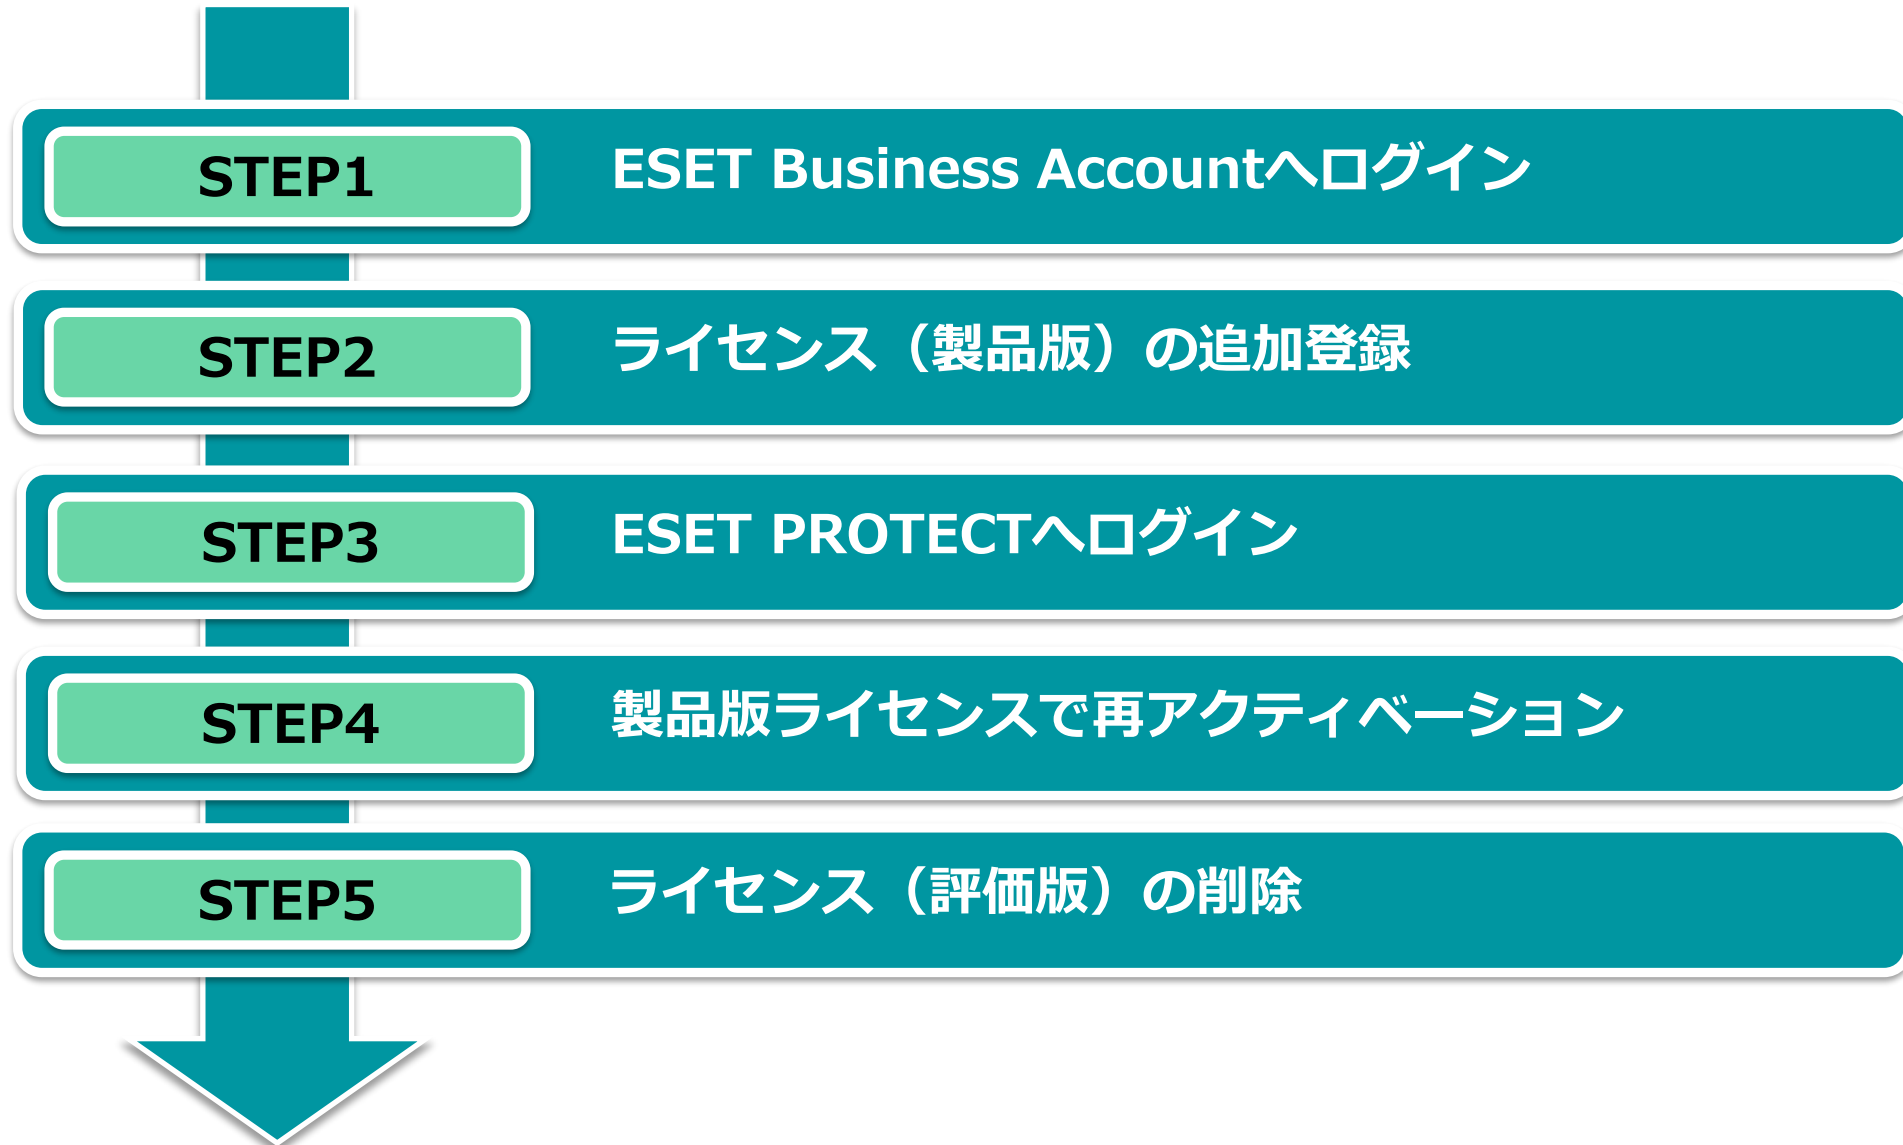 STEP1
ESET Business Accountへログイン
STEP2
ライセンス（製品版）の追加登録
STEP3
ESET PROTECTへログイン
STEP4
製品版ライセンスで再アクティベーション
STEP5
ライセンス（評価版）の削除